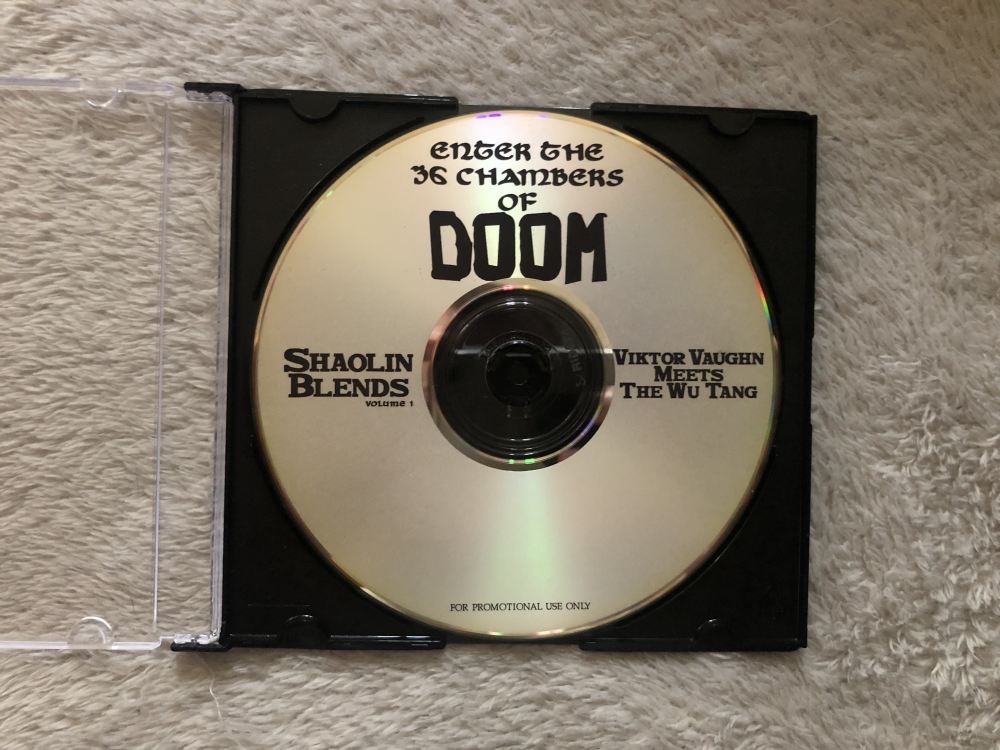 ENTER THE
36 CHAMBERS
OF
DOOM
SHAOLIN
BLENDS
VOLUME 1
VIKTOR VAUGHN
MEETS
THE WU TANG
FOR PROMOTIONAL USE ONLY